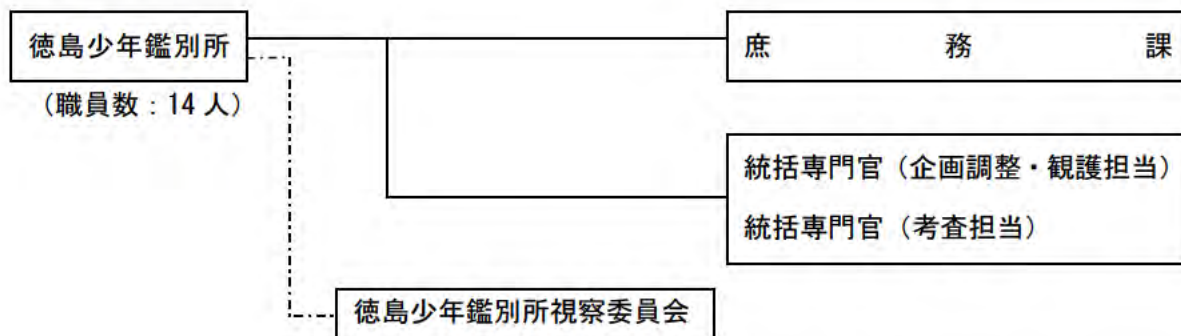 徳島少年鑑別所
（職員数：14人）
庶務課
統括専門官（企画調整・観護担当）
統括専門官（考査担当）
徳島少年鑑別所視察委員会